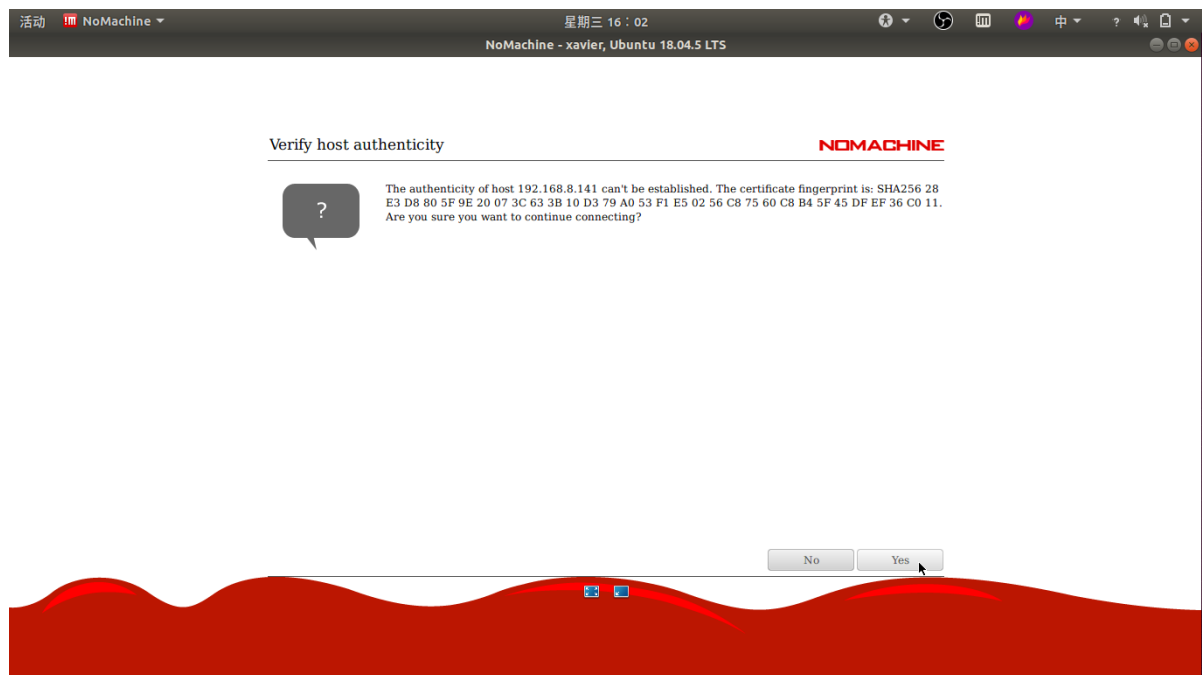 活动 NoMachine 星期三 16：02 中 ?
NoMachine - xavier, Ubuntu 18.04.5 LTS
Verify host authenticity NOMACHINE
? The authenticity of host 192.168.8.141 can't be established. The certificate fingerprint is: SHA256 28
E3 D8 80 5F 9E 20 07 3C 63 3B 10 D3 79 A0 53 F1 E5 02 56 C8 75 60 C8 B4 5F 45 DF EF 36 C0 11.
Are you sure you want to continue connecting?
No Yes